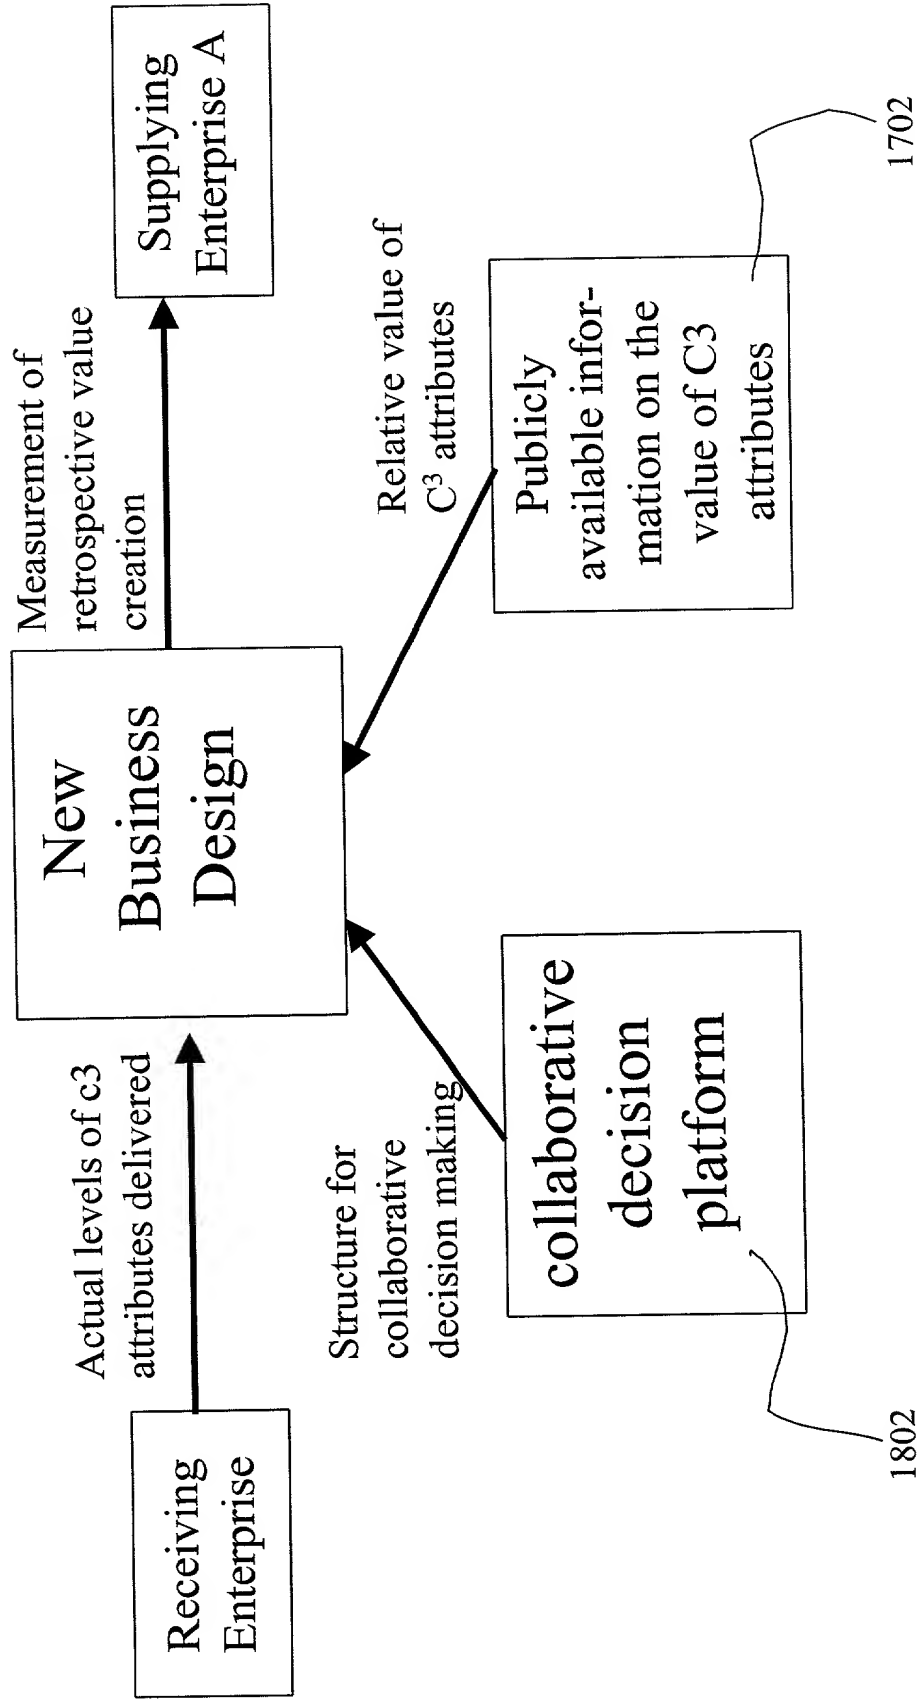 Receiving
Enterprise
Actual levels of c3
attributes delivered
New
Business
Design
Measurement of
retrospective value
creation
Supplying
Enterprise A
Structure for
collaborative
decision making
collaborative
decision
platform
1802
Relative value of
C³ attributes
Publicly
available infor-
mation on the
value of C3
attributes
1702